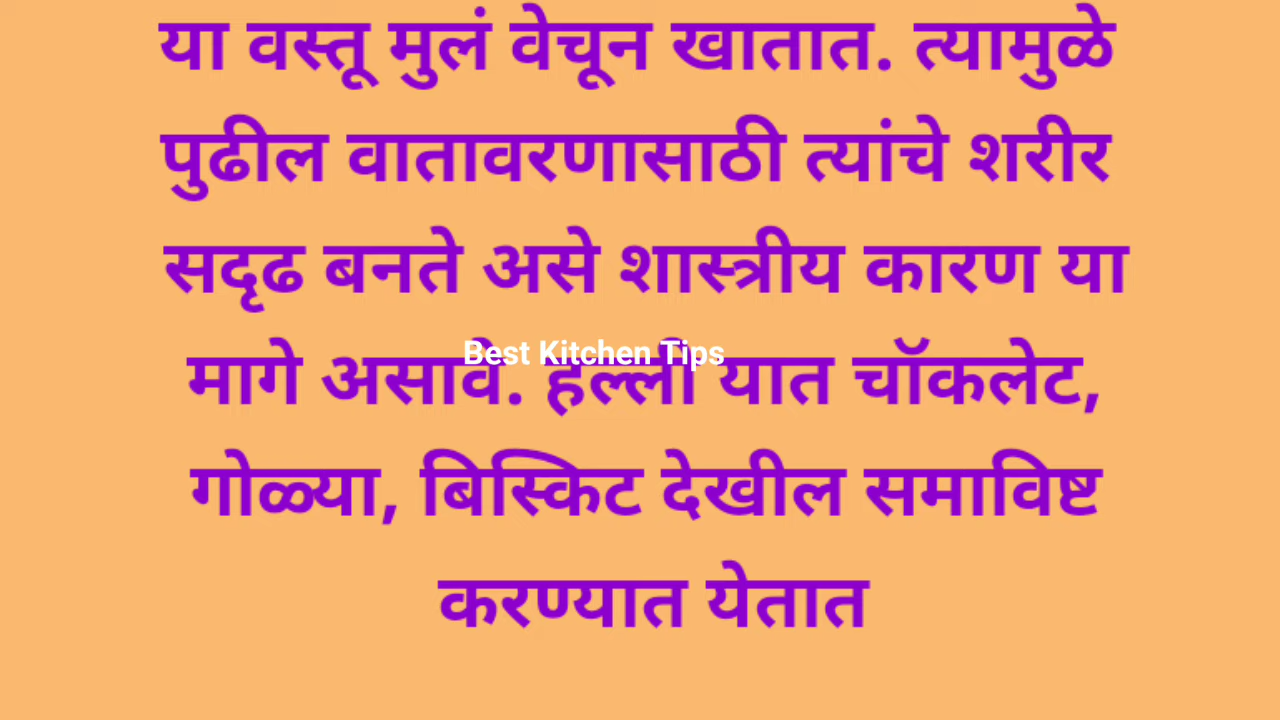 या वस्तू मुलं वेचून खातात. त्यामुळे
पुढील वातावरणासाठी त्यांचे शरीर
सदृढ बनते असे शास्त्रीय कारण या
Best Kitchen Tips
मागे असावे. हल्ली यात चॉकलेट,
गोळ्या, बिस्किट देखील समाविष्ट
करण्यात येतात